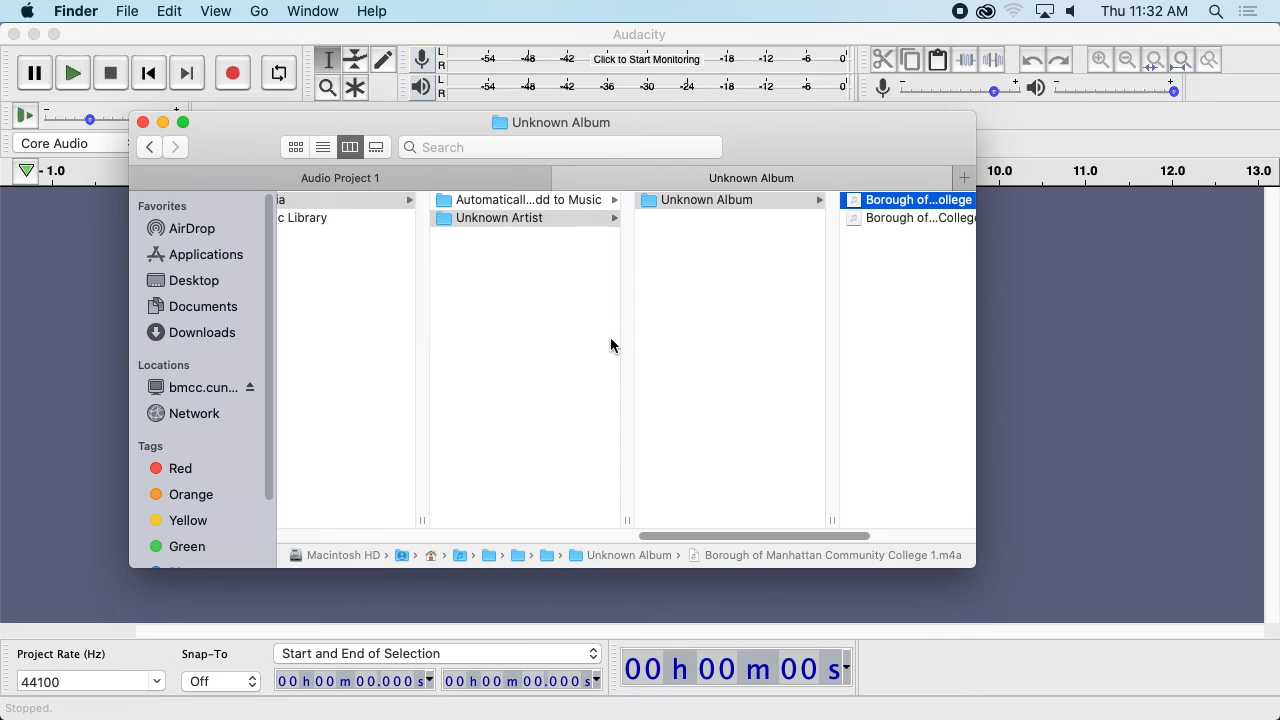 Finder File Edit View Go Window Help Thu 11:32 AM
Audacity
L
R
-54 -48 -42 Click to Start Monitoring -18 -12 -6 0
L
R
-54 -48 -42 -36 -30 -24 -18 -12 -6 0
Core Audio
-1.0 10.0 11.0 12.0 13.0
Unknown Album
Search
Audio Project 1 Unknown Album
Favorites
AirDrop
Applications
Desktop
Documents
Downloads
Locations
bmcc.cun...
Network
Tags
Red
Orange
Yellow
Green
ia
c Library
Automaticall...dd to Music
Unknown Artist
Unknown Album
Borough of...ollege
Borough of...College
Macintosh HD › Unknown Album › Borough of Manhattan Community College 1.m4a
Project Rate (Hz) Snap-To Start and End of Selection
44100 Off 00 h 00 m 00.000 s 00 h 00 m 00.000 s 00 h 00 m 00 s
Stopped.